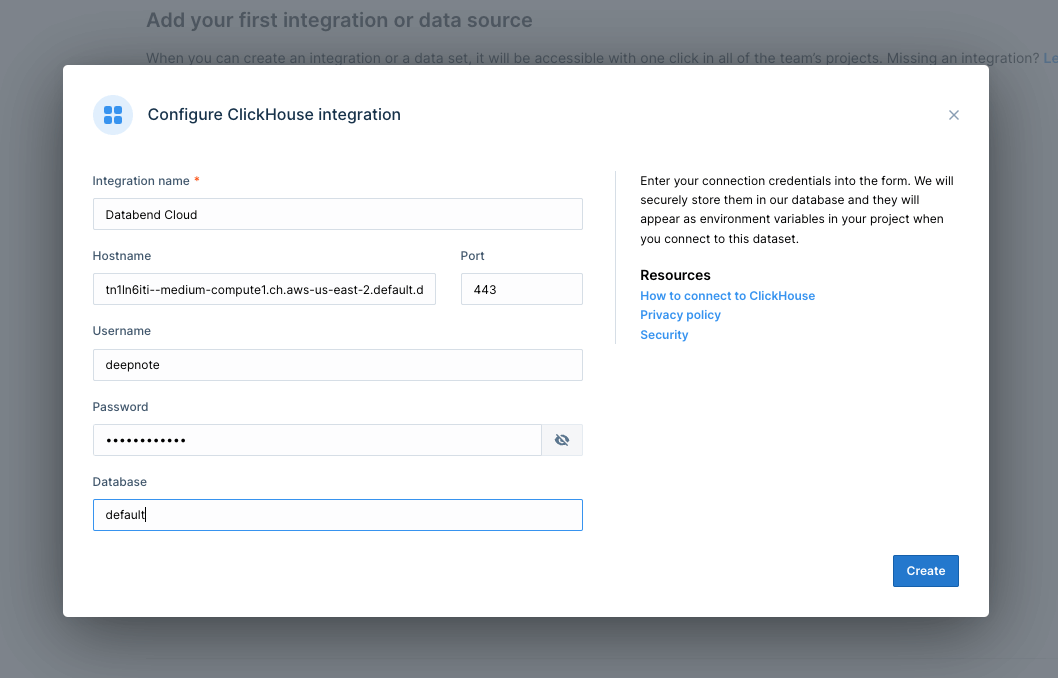 Add your first integration or data source
When you can create an integration or a data set, it will be accessible with one click in all of the team's projects. Missing an integration? Le
Configure ClickHouse integration
Integration name *
Databend Cloud
Hostname
Port
tn1ln6iti--medium-compute1.ch.aws-us-east-2.default.d
443
Username
deepnote
Password
••••••••••••
Database
default
Enter your connection credentials into the form. We will
securely store them in our database and they will
appear as environment variables in your project when
you connect to this dataset.
Resources
How to connect to ClickHouse
Privacy policy
Security
Create